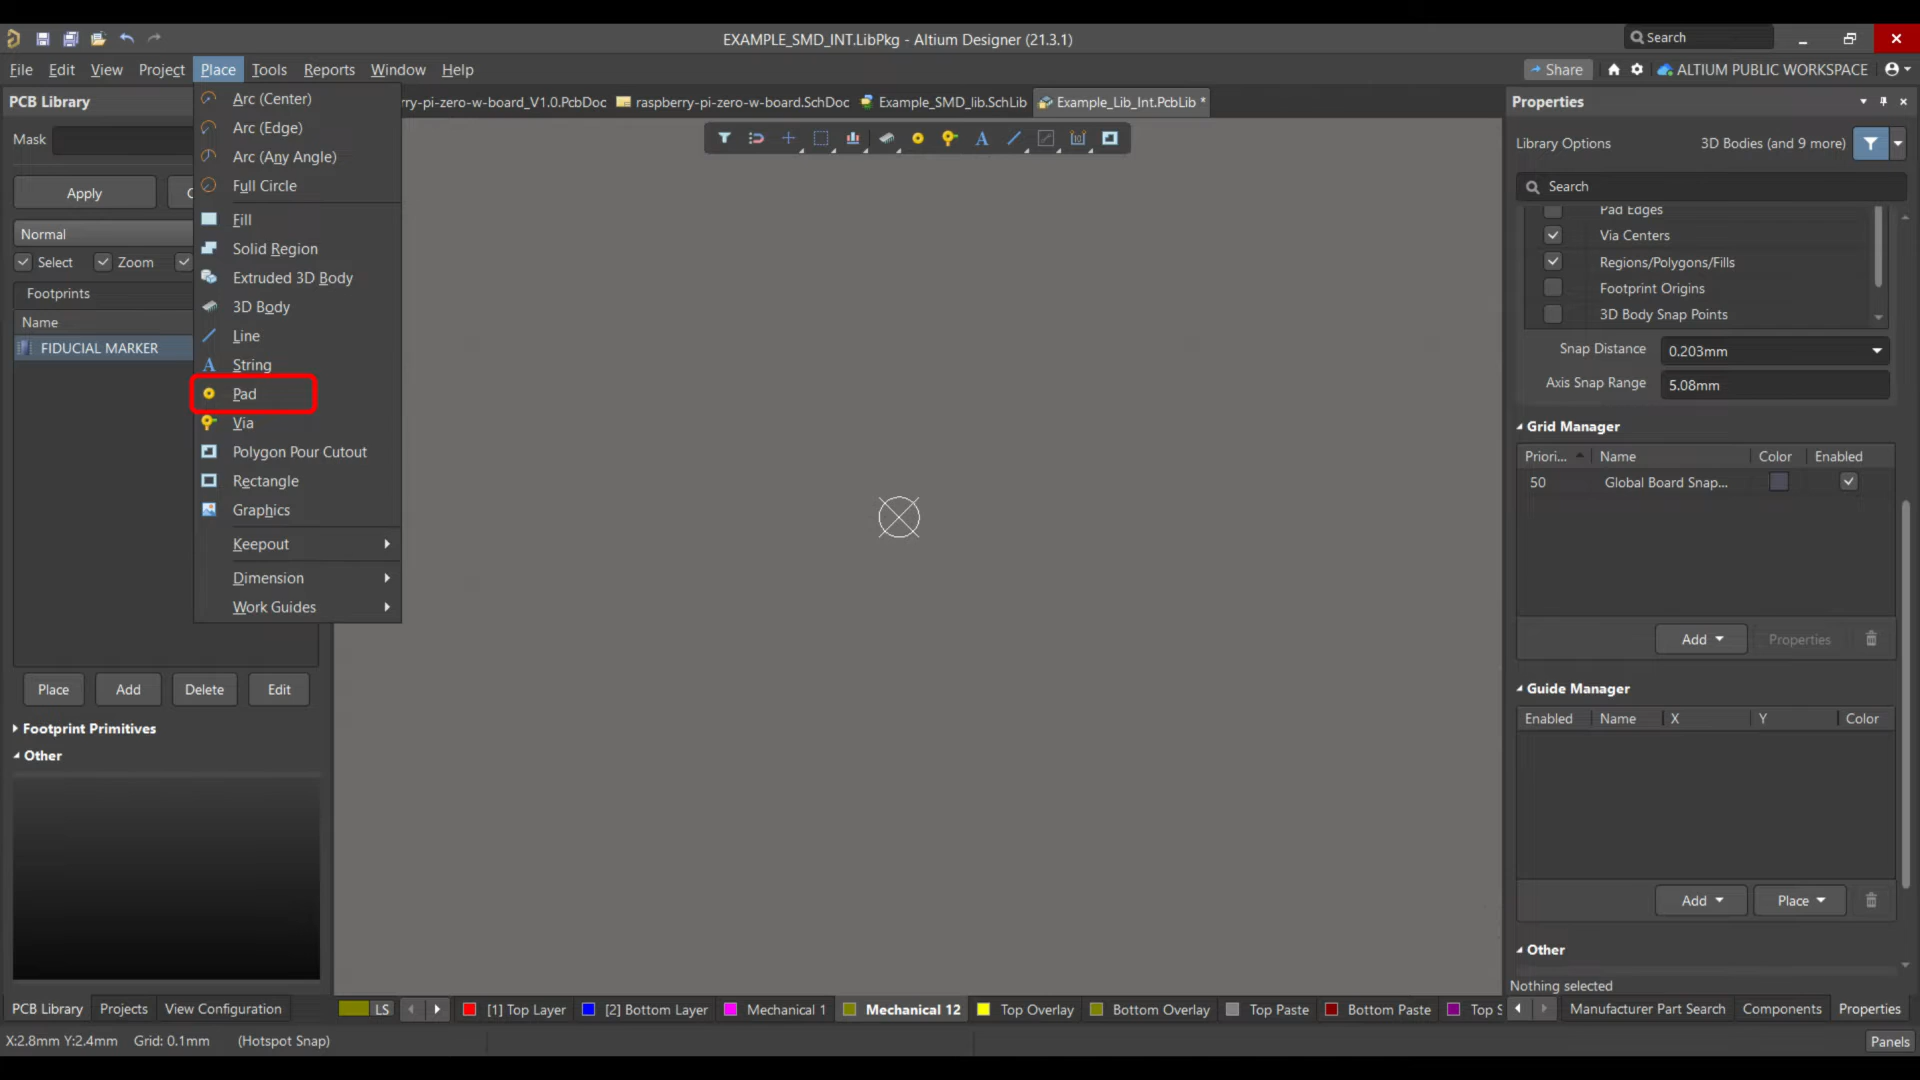 EXAMPLE_SMD_INT.LibPkg - Altium Designer (21.3.1)
Search
File Edit View Project Place Tools Reports Window Help
Share
ALTIUM PUBLIC WORKSPACE
PCB Library
Mask
Apply
C
Normal
Select Zoom
Footprints
Name
FIDUCIAL MARKER
Place Add Delete Edit
Footprint Primitives
Other
Arc (Center)
Arc (Edge)
Arc (Any Angle)
Full Circle
Fill
Solid Region
Extruded 3D Body
3D Body
Line
String
Pad
Via
Polygon Pour Cutout
Rectangle
Graphics
Keepout
Dimension
Work Guides
rry-pi-zero-w-board_V1.0.PcbDoc raspberry-pi-zero-w-board.SchDoc Example_SMD_lib.SchLib Example_Lib_Int.PcbLib *
Properties
Library Options 3D Bodies (and 9 more)
Search
Pad Edges
Via Centers
Regions/Polygons/Fills
Footprint Origins
3D Body Snap Points
Snap Distance 0.203mm
Axis Snap Range 5.08mm
Grid Manager
Priori... Name Color Enabled
50 Global Board Snap...
Add Properties
Guide Manager
Enabled Name X Y Color
Add Place
Other
Nothing selected
PCB Library Projects View Configuration
LS [1] Top Layer [2] Bottom Layer Mechanical 1 Mechanical 12 Top Overlay Bottom Overlay Top Paste Bottom Paste Top S
Manufacturer Part Search Components Properties
X:2.8mm Y:2.4mm Grid: 0.1mm (Hotspot Snap)
Panels